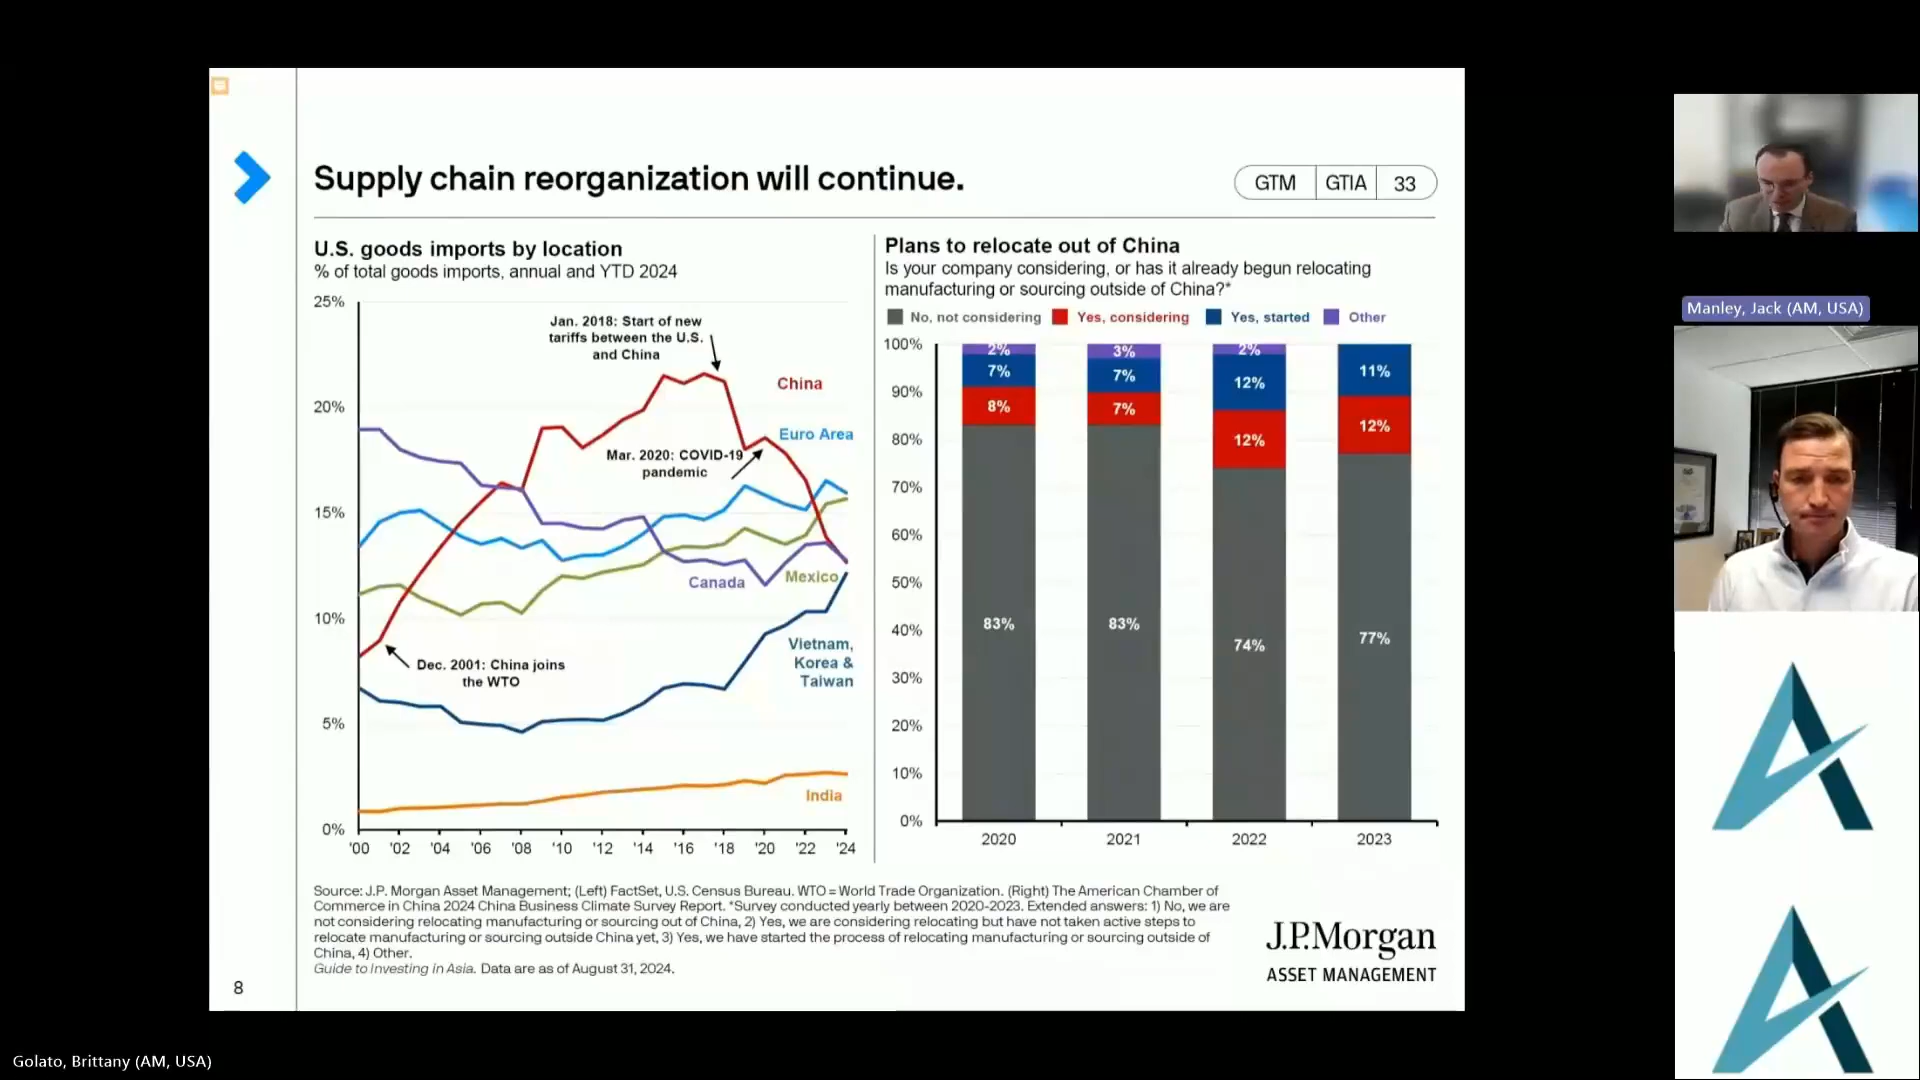 Supply chain reorganization will continue.
GTM GTIA 33
U.S. goods imports by location
% of total goods imports, annual and YTD 2024
25%
20%
15%
10%
5%
0%
Jan. 2018: Start of new
tariffs between the U.S.
and China
China
Euro Area
Mar. 2020: COVID-19
pandemic
Canada
Mexico
Dec. 2001: China joins
the WTO
Vietnam,
Korea &
Taiwan
India
'00 '02 '04 '06 '08 '10 '12 '14 '16 '18 '20 '22 '24
Plans to relocate out of China
Is your company considering, or has it already begun relocating
manufacturing or sourcing outside of China?*
No, not considering Yes, considering Yes, started Other
100%
90%
80%
70%
60%
50%
40%
30%
20%
10%
0%
2% 3% 2%
7% 7% 12% 11%
8% 7% 12% 12%
83% 83% 74% 77%
2020 2021 2022 2023
Source: J.P. Morgan Asset Management; (Left) FactSet, U.S. Census Bureau. WTO = World Trade Organization. (Right) The American Chamber of
Commerce in China 2024 China Business Climate Survey Report. *Survey conducted yearly between 2020-2023. Extended answers: 1) No, we are
not considering relocating manufacturing or sourcing out of China, 2) Yes, we are considering relocating but have not taken active steps to
relocate manufacturing or sourcing outside China yet, 3) Yes, we have started the process of relocating manufacturing or sourcing outside of
China, 4) Other.
Guide to Investing in Asia. Data are as of August 31, 2024.
J.P.Morgan
ASSET MANAGEMENT
8
Manley, Jack (AM, USA)
Golato, Brittany (AM, USA)